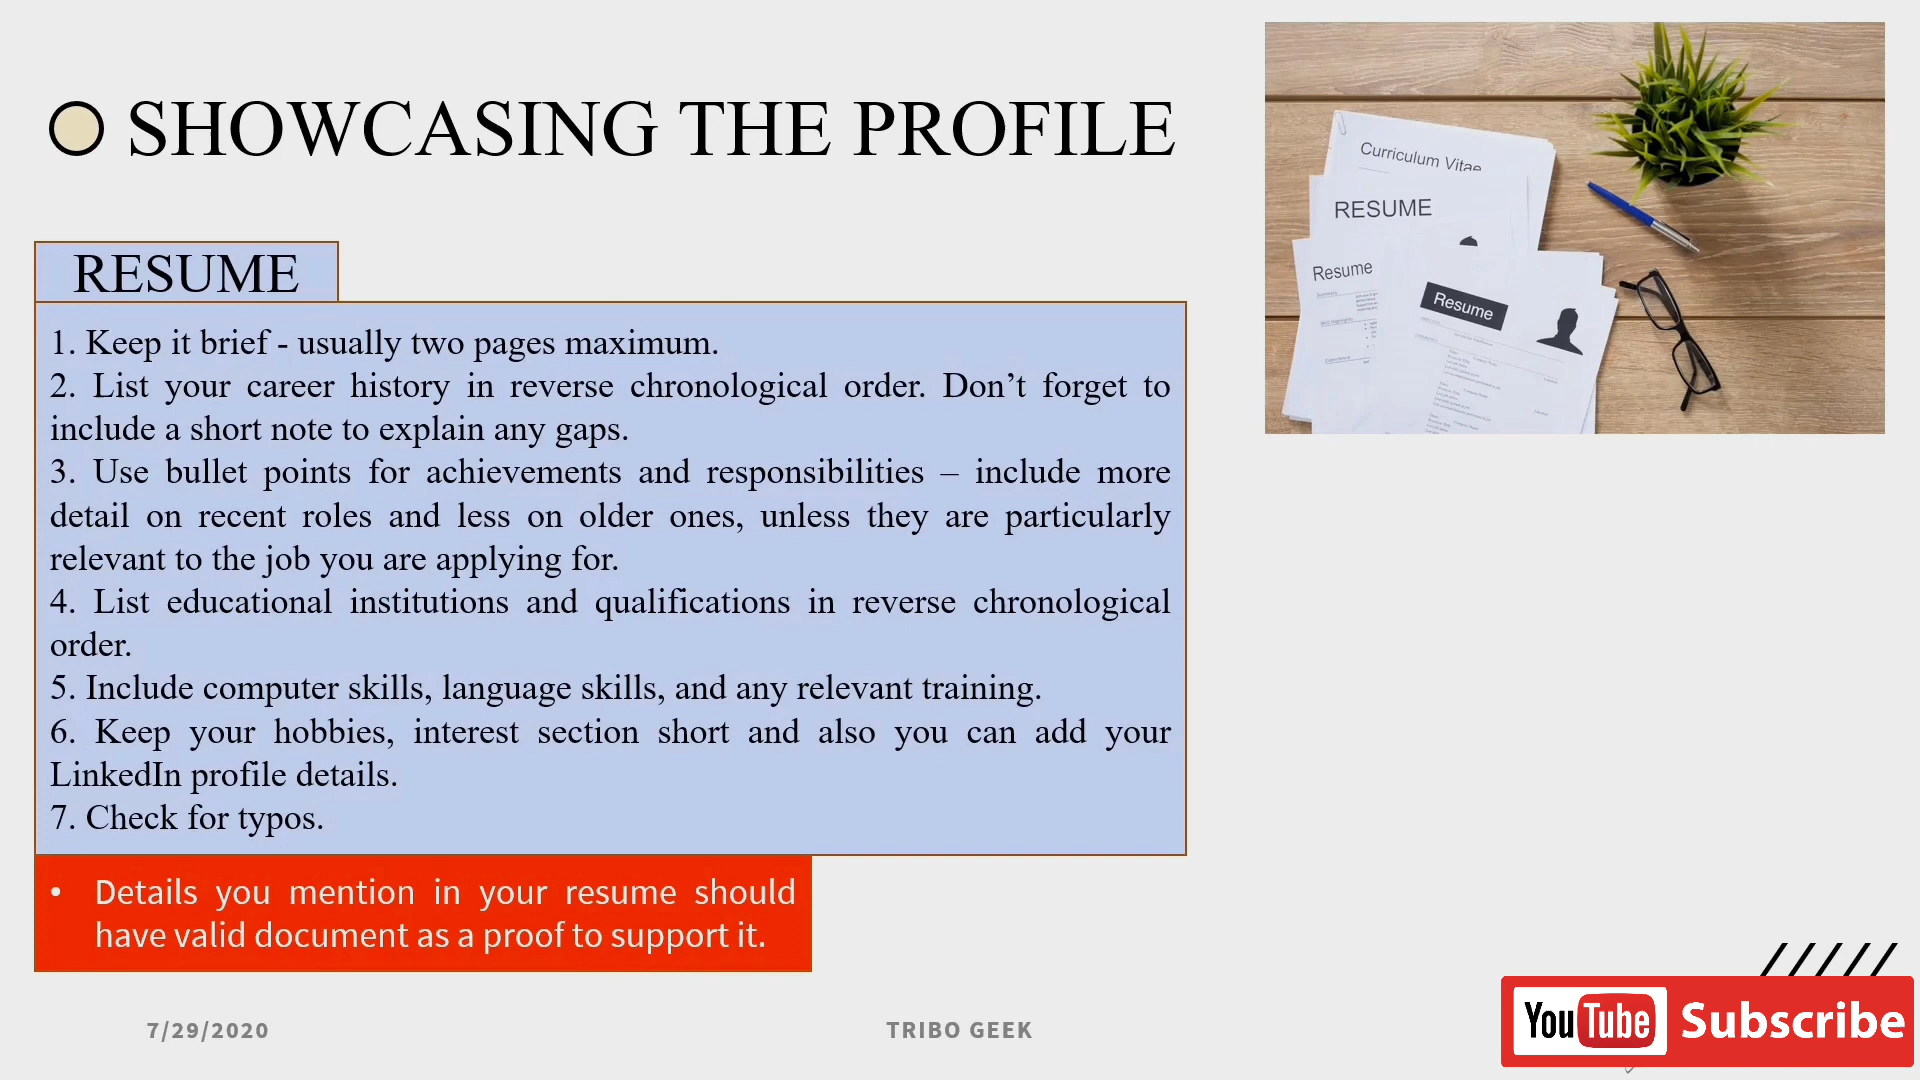 SHOWCASING THE PROFILE
Curriculum Vitae
RESUME
Resume
Resume
RESUME
1. Keep it brief - usually two pages maximum.
2. List your career history in reverse chronological order. Don’t forget to
include a short note to explain any gaps.
3. Use bullet points for achievements and responsibilities – include more
detail on recent roles and less on older ones, unless they are particularly
relevant to the job you are applying for.
4. List educational institutions and qualifications in reverse chronological
order.
5. Include computer skills, language skills, and any relevant training.
6. Keep your hobbies, interest section short and also you can add your
LinkedIn profile details.
7. Check for typos.
• Details you mention in your resume should
have valid document as a proof to support it.
7/29/2020
TRIBO GEEK
YouTube Subscribe